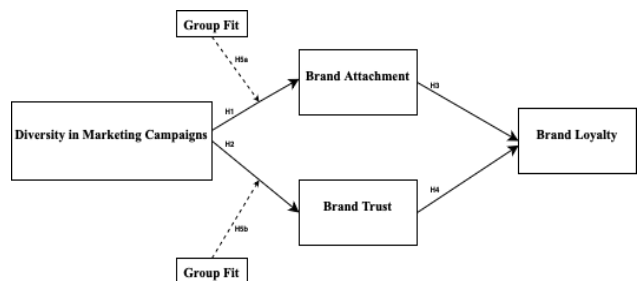 Group Fit
H5a
Brand Attachment
H1
H3
Diversity in Marketing Campaigns
Brand Loyalty
H2
H4
Brand Trust
H5b
Group Fit